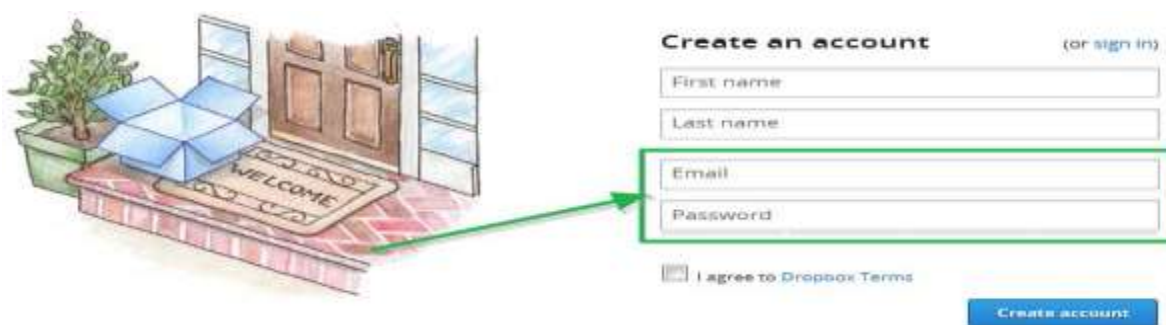 Create an account (or sign in)
First name
Last name
Email
WELCOME
Password
I agree to Dropbox Terms
Create account